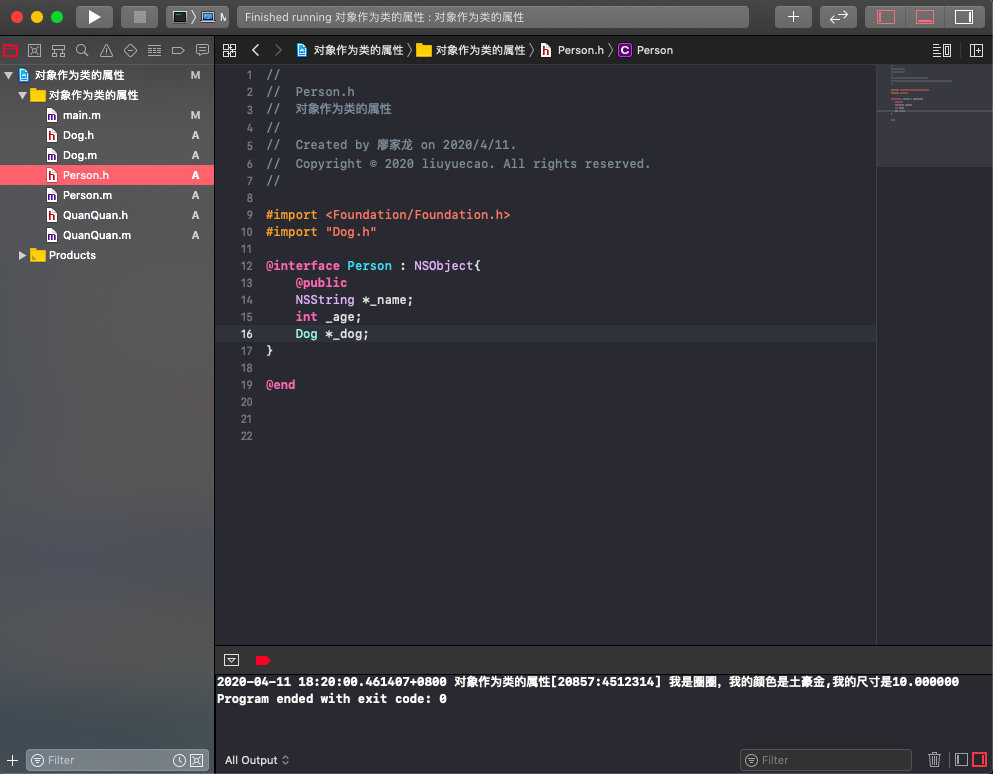 M
Finished running 对象作为类的属性 : 对象作为类的属性
对象作为类的属性 对象作为类的属性 h Person.h C Person
对象作为类的属性 M
对象作为类的属性
m main.m M
h Dog.h A
m Dog.m A
h Person.h A
m Person.m A
h QuanQuan.h A
m QuanQuan.m A
Products
1 //
2 // Person.h
3 // 对象作为类的属性
4 //
5 // Created by 廖家龙 on 2020/4/11.
6 // Copyright © 2020 liuyuecao. All rights reserved.
7 //
8
9 #import <Foundation/Foundation.h>
10 #import "Dog.h"
11
12 @interface Person : NSObject{
13 @public
14 NSString *_name;
15 int _age;
16 Dog *_dog;
17 }
18
19 @end
20
21
22
2020-04-11 18:20:00.461407+0800 对象作为类的属性[20857:4512314] 我是圈圈，我的颜色是土豪金,我的尺寸是10.000000
Program ended with exit code: 0
Filter
All Output
Filter